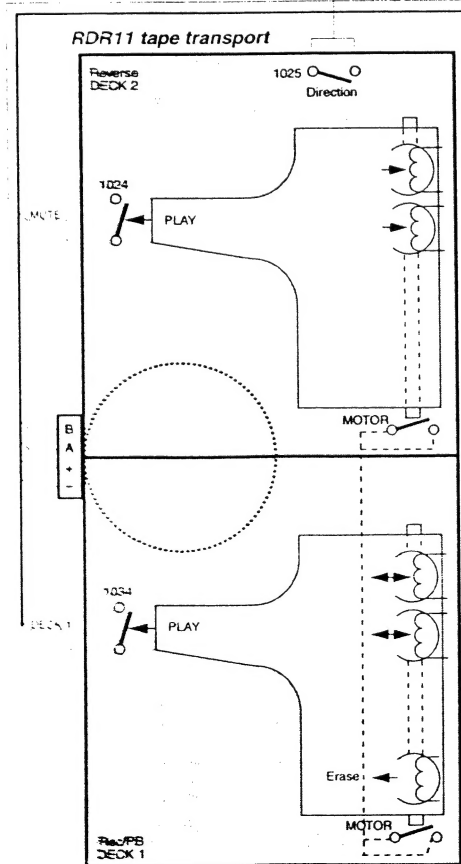 RDR11 tape transport
Reverse
DECK 2
1025
Direction
1024
MUTE
PLAY
MOTOR
B
A
+
-
1034
DECK 1
PLAY
Erase
MOTOR
Rec/PB
DECK 1